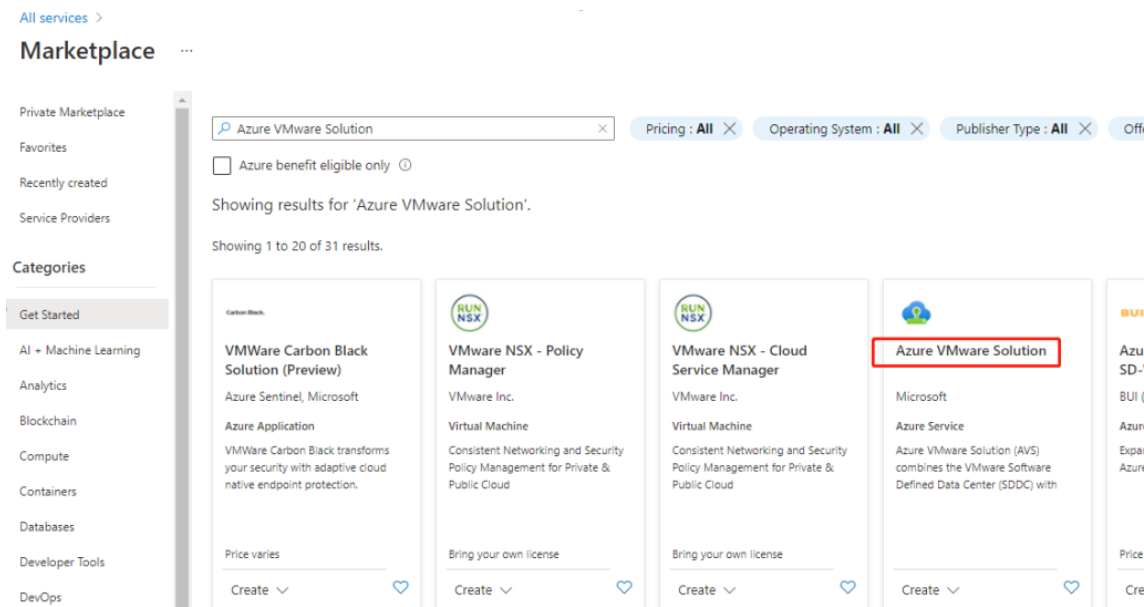 All services >
Marketplace ...
Private Marketplace
Favorites
Recently created
Service Providers
Categories
Get Started
AI + Machine Learning
Analytics
Blockchain
Compute
Containers
Databases
Developer Tools
DevOps
Azure VMware Solution
Pricing : All
Operating System : All
Publisher Type : All
Azure benefit eligible only
Showing results for 'Azure VMware Solution'.
Showing 1 to 20 of 31 results.
Carbon Black.
VMWare Carbon Black
Solution (Preview)
Azure Sentinel, Microsoft
Azure Application
VMWare Carbon Black transforms
your security with adaptive cloud
native endpoint protection.
Price varies
Create
RUN
NSX
VMware NSX - Policy
Manager
VMware Inc.
Virtual Machine
Consistent Networking and Security
Policy Management for Private &
Public Cloud
Bring your own license
Create
RUN
NSX
VMware NSX - Cloud
Service Manager
VMware Inc.
Virtual Machine
Consistent Networking and Security
Policy Management for Private &
Public Cloud
Bring your own license
Create
Azure VMware Solution
Microsoft
Azure Service
Azure VMware Solution (AVS)
combines the VMware Software
Defined Data Center (SDDC) with
Create
BUI
SD-
BUI (
Price